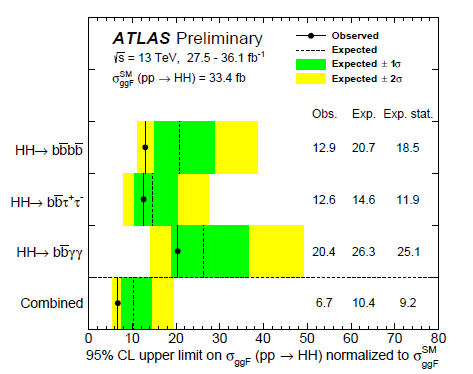 ATLAS Preliminary
√s = 13 TeV, 27.5 - 36.1 fb⁻¹
σ_ggF^SM (pp → HH) = 33.4 fb
Observed
Expected
Expected ± 1σ
Expected ± 2σ
Obs. Exp. Exp. stat.
HH→ bb̅bb̅ 12.9 20.7 18.5
HH→ bb̅τ⁺τ⁻ 12.6 14.6 11.9
HH→ bb̅γγ 20.4 26.3 25.1
Combined 6.7 10.4 9.2
0 10 20 30 40 50 60 70 80
95% CL upper limit on σ_ggF (pp → HH) normalized to σ_ggF^SM